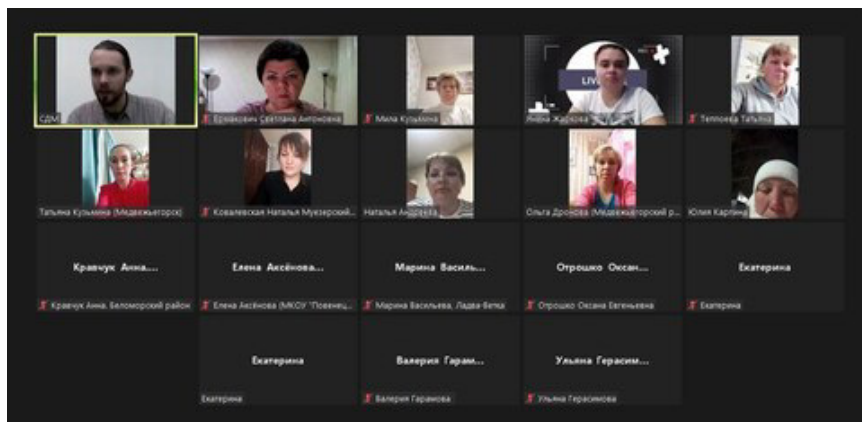 СДМ
Ермакович Светлана Антоновна
Мила Кузьмина
LIV
Янина Жаркова
Теплоева Татьяна
Татьяна Кузьмина (Медвежьегорск)
Ковалевская Наталья Муезерский...
Наталья Андреева
Ольга Дронова (Медвежьегорский р...
Юлия Карпина
Кравчук Анна....
Кравчук Анна. Беломорский район
Елена Аксёнова...
Елена Аксёнова (МКОУ "Повенец...
Марина Василь...
Марина Васильева, Ладва-Ветка
Отрошко Оксан...
Отрошко Оксана Евгеньевна
Екатерина
Екатерина
Екатерина
Екатерина
Валерия Гарам...
Валерия Гарамова
Ульяна Герасим...
Ульяна Герасимова